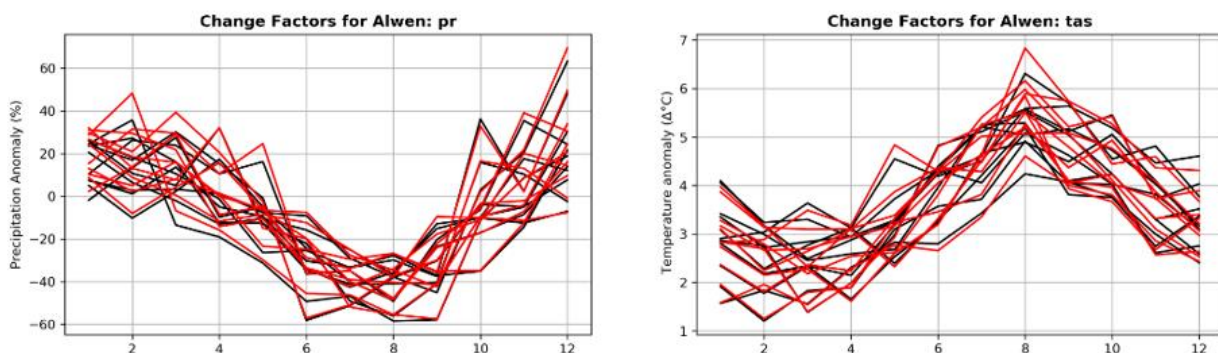 Change Factors for Alwen: pr
Precipitation Anomaly (%)
60
40
20
0
−20
−40
−60
2 4 6 8 10 12
Change Factors for Alwen: tas
Temperature anomaly (Δ°C)
7
6
5
4
3
2
1
2 4 6 8 10 12